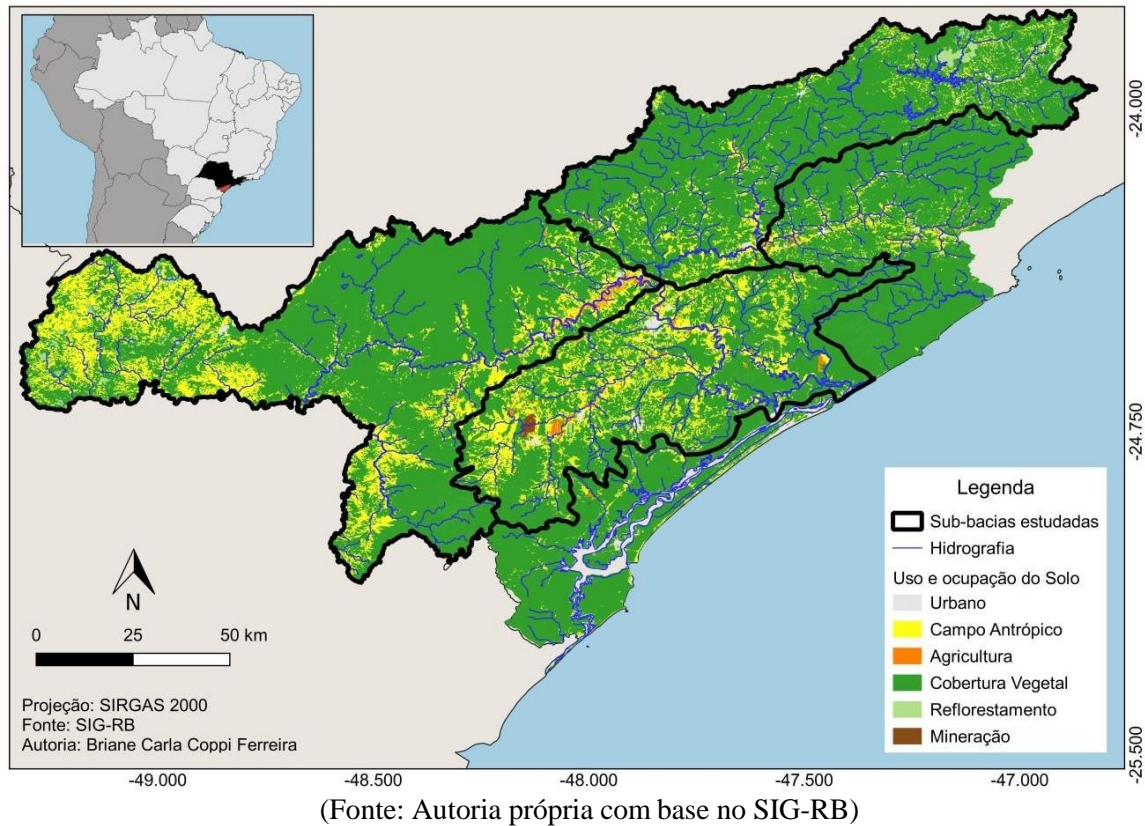 -24.000
-24.750
-25.500
Legenda
Sub-bacias estudadas
Hidrografia
Uso e ocupação do Solo
Urbano
Campo Antrópico
Agricultura
Cobertura Vegetal
Reflorestamento
Mineração
N
0 25 50 km
Projeção: SIRGAS 2000
Fonte: SIG-RB
Autoria: Briane Carla Coppi Ferreira
-49.000 -48.500 -48.000 -47.500 -47.000
(Fonte: Autoria própria com base no SIG-RB)